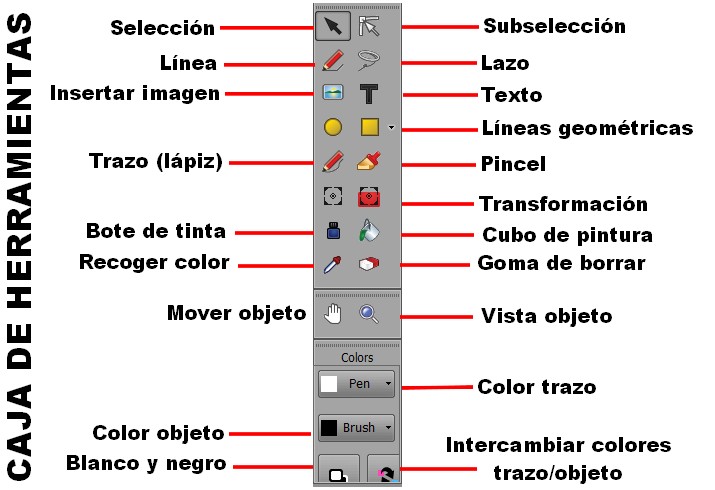 CAJA DE HERRAMIENTAS
Selección
Subselección
Línea
Lazo
Insertar imagen
Texto
Líneas geométricas
Trazo (lápiz)
Pincel
Transformación
Bote de tinta
Cubo de pintura
Recoger color
Goma de borrar
Mover objeto
Vista objeto
Colors
Pen
Color trazo
Color objeto
Brush
Blanco y negro
Intercambiar colores
trazo/objeto